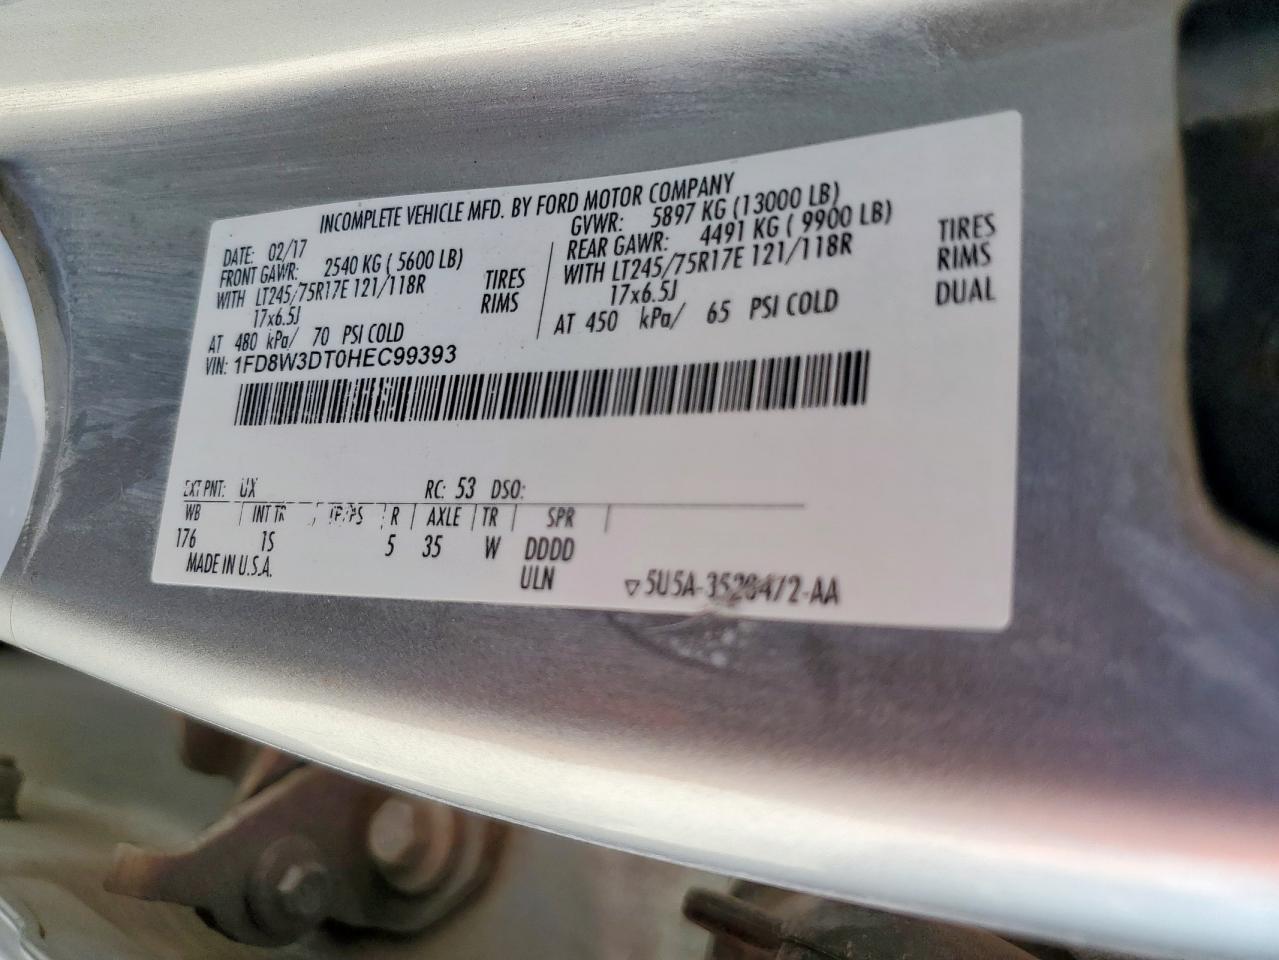 INCOMPLETE VEHICLE MFD. BY FORD MOTOR COMPANY
DATE: 02/17
FRONT GAWR: 2540 KG ( 5600 LB)
WITH LT245/75R17E 121/118R TIRES
17x6.5J RIMS
AT 480 kPa/ 70 PSI COLD
GVWR: 5897 KG (13000 LB)
REAR GAWR: 4491 KG ( 9900 LB)
WITH LT245/75R17E 121/118R TIRES
17x6.5J RIMS
AT 450 kPa/ 65 PSI COLD DUAL
VIN: 1FD8W3DT0HEC99393
EXT PNT: UX RC: 53 DSO:
WB | INT TR R | AXLE | TR | SPR |
176 1S 5 35 W DDDD
MADE IN U.S.A. ULN